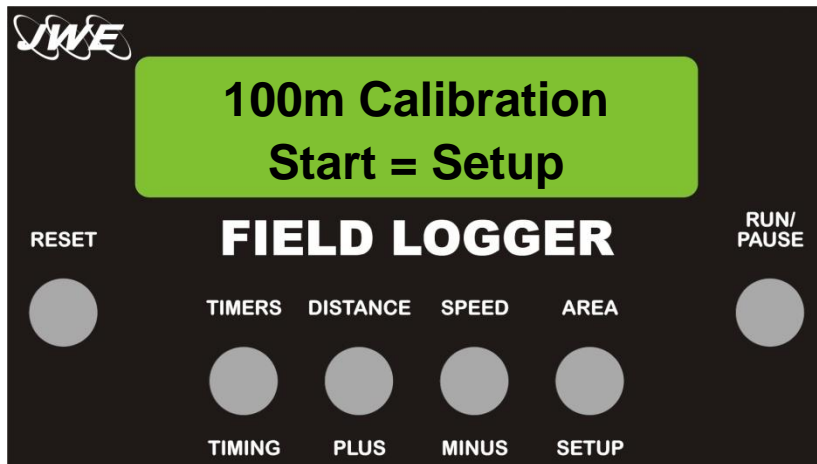 JWE
100m Calibration
Start = Setup
FIELD LOGGER
RESET
RUN/
PAUSE
TIMERS DISTANCE SPEED AREA
TIMING PLUS MINUS SETUP